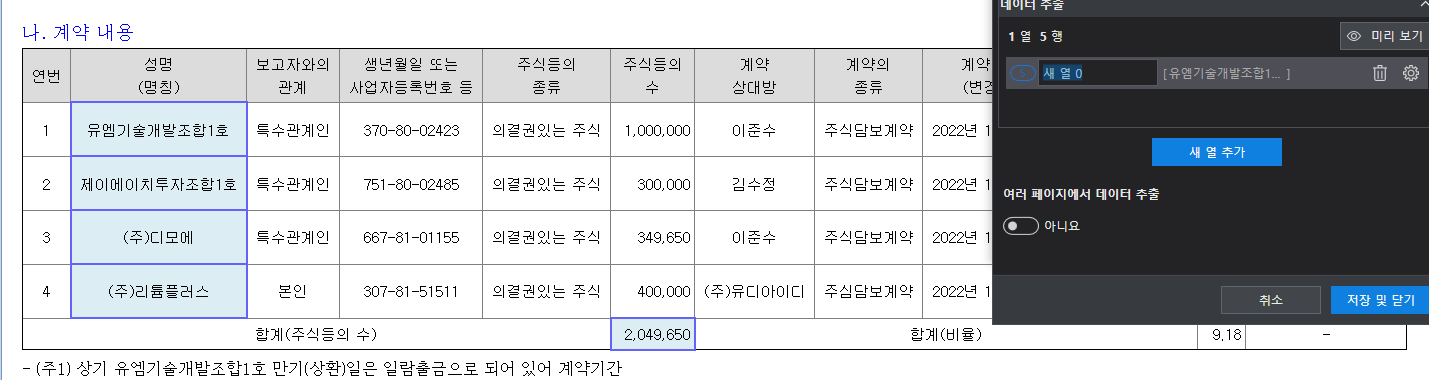 나. 계약 내용
연번 성명 (명칭) 보고자와의 관계 생년월일 또는 사업자등록번호 등 주식등의 종류 주식등의 수 계약 상대방 계약의 종류 계약 (변경
1 유엠기술개발조합1호 특수관계인 370-80-02423 의결권있는 주식 1,000,000 이준수 주식담보계약 2022년 1
2 제이에이치투자조합1호 특수관계인 751-80-02485 의결권있는 주식 300,000 김수정 주식담보계약 2022년 1
3 (주)디모에 특수관계인 667-81-01155 의결권있는 주식 349,650 이준수 주식담보계약 2022년 1
4 (주)리튬플러스 본인 307-81-51511 의결권있는 주식 400,000 (주)유디아이디 주심담보계약 2022년 1
합계(주식등의 수) 2,049,650 합계(비율) 9.18 -
- (주1) 상기 유엠기술개발조합1호 만기(상환)일은 일람출금으로 되어 있어 계약기간
데이터 추출
1 열 5 행
미리 보기
새 열 0 [유엠기술개발조합1... ]
새 열 추가
여러 페이지에서 데이터 추출
아니요
취소 저장 및 닫기